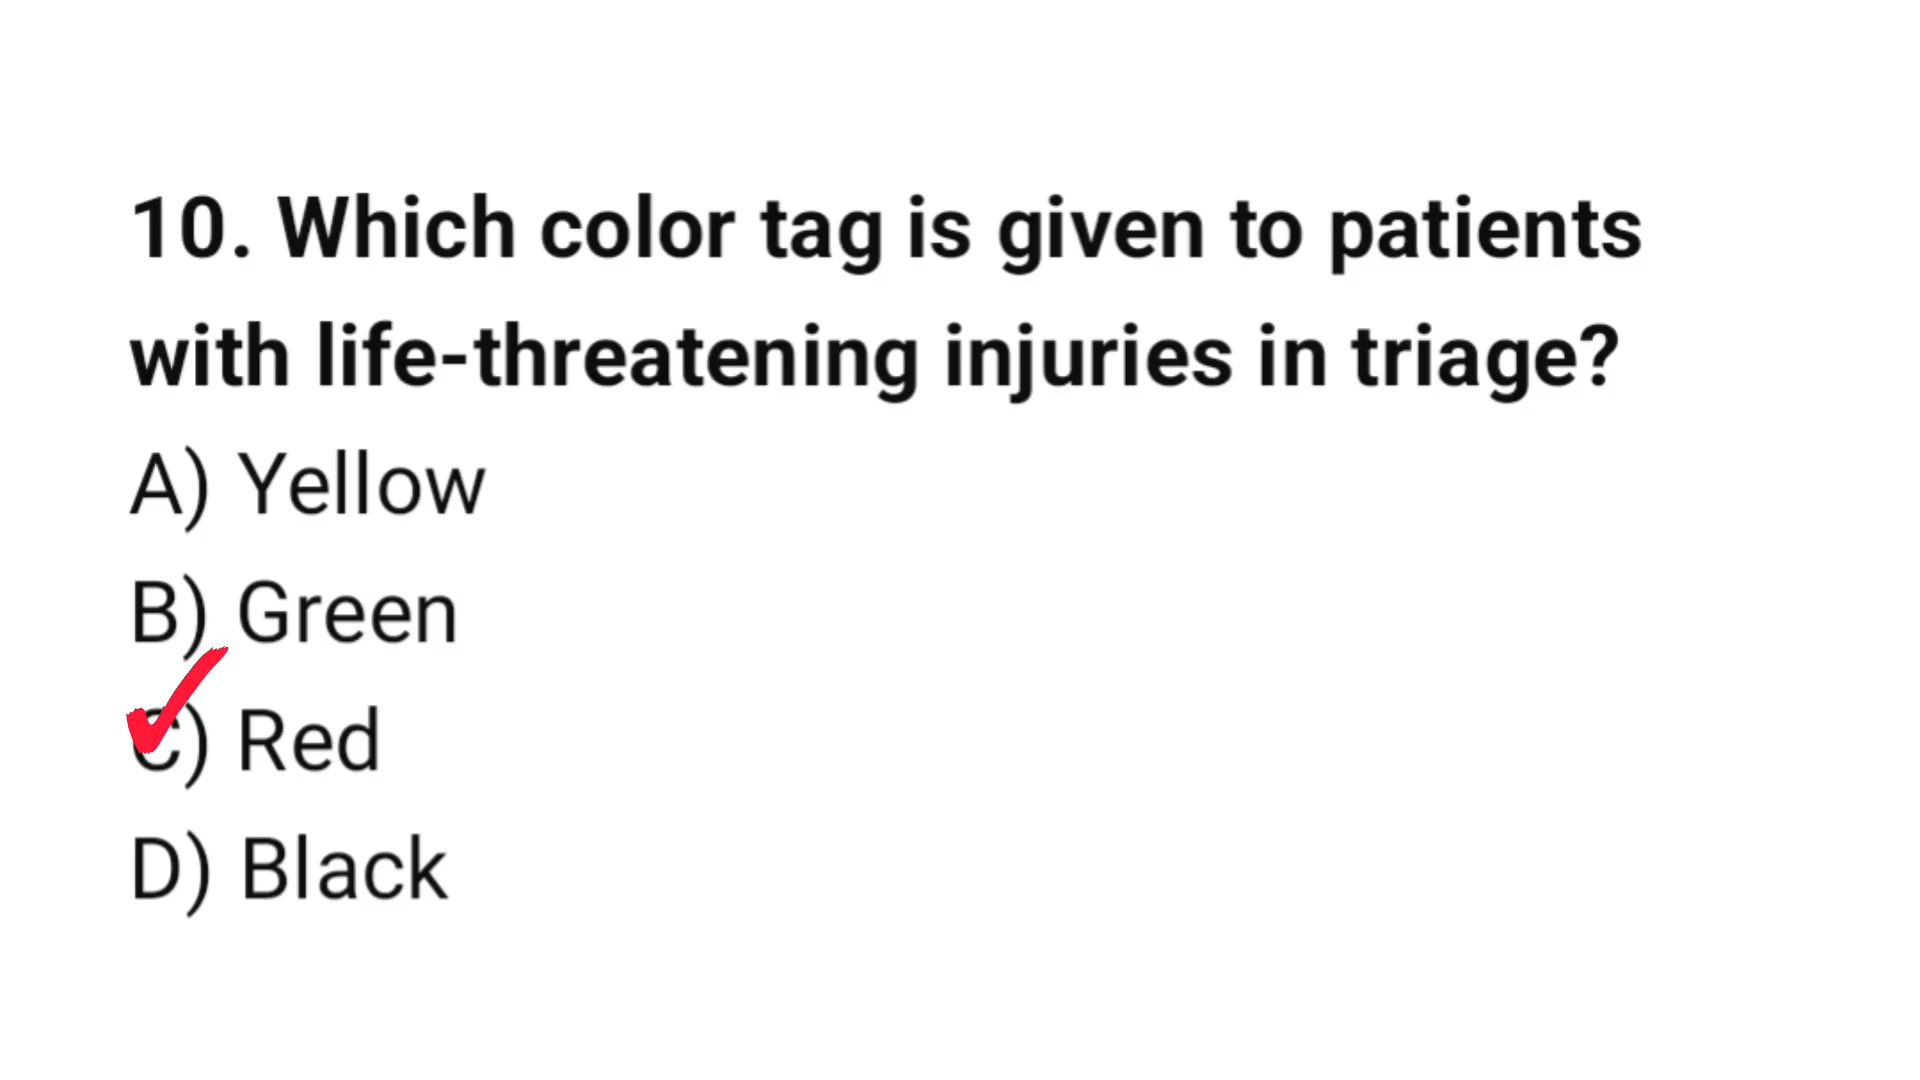 10. Which color tag is given to patients
with life-threatening injuries in triage?
A) Yellow
B) Green
C) Red
D) Black